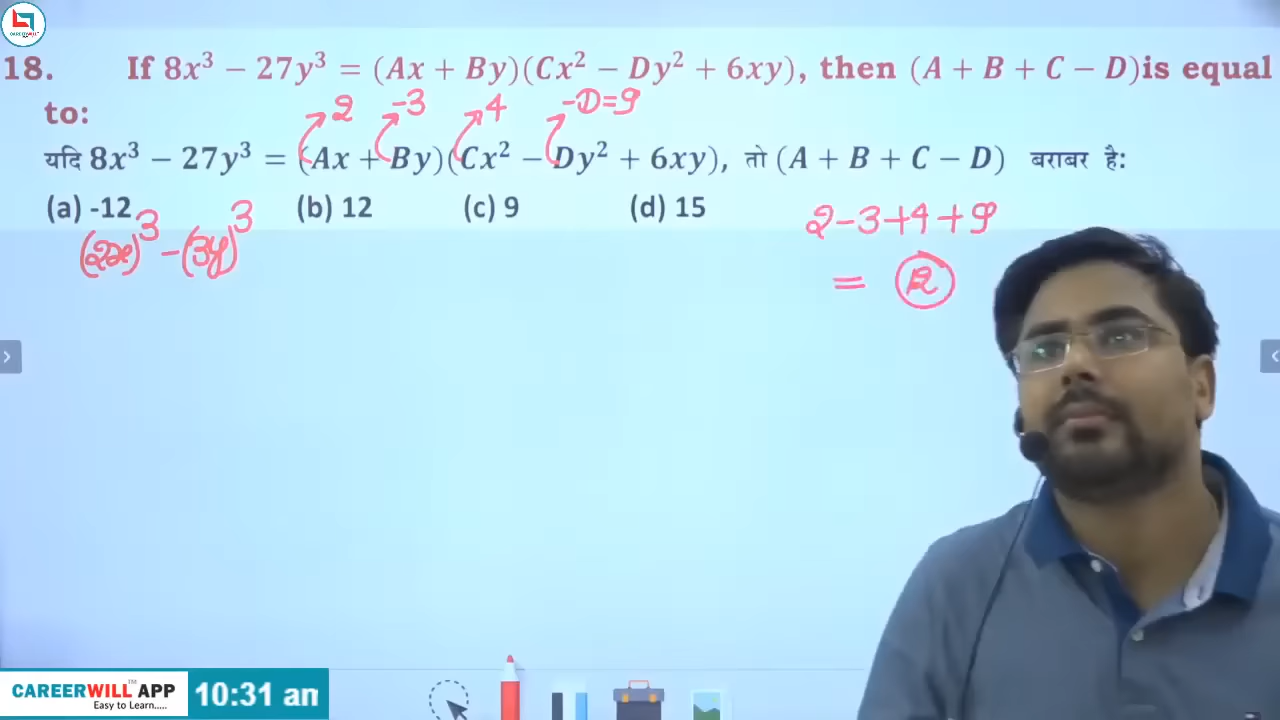 CAREERWILL
18. If 8x³ − 27y³ = (Ax + By)(Cx² − Dy² + 6xy), then (A + B + C − D)is equal
to:
2 -3 4 -D=9
यदि 8x³ − 27y³ = (Ax + By)(Cx² − Dy² + 6xy), तो (A + B + C − D) बराबर है:
(a) -12 (b) 12 (c) 9 (d) 15
(2x)³ - (3y)³
2-3+4+9
= 12
CAREERWILL™ APP
Easy to Learn.....
10:31 am